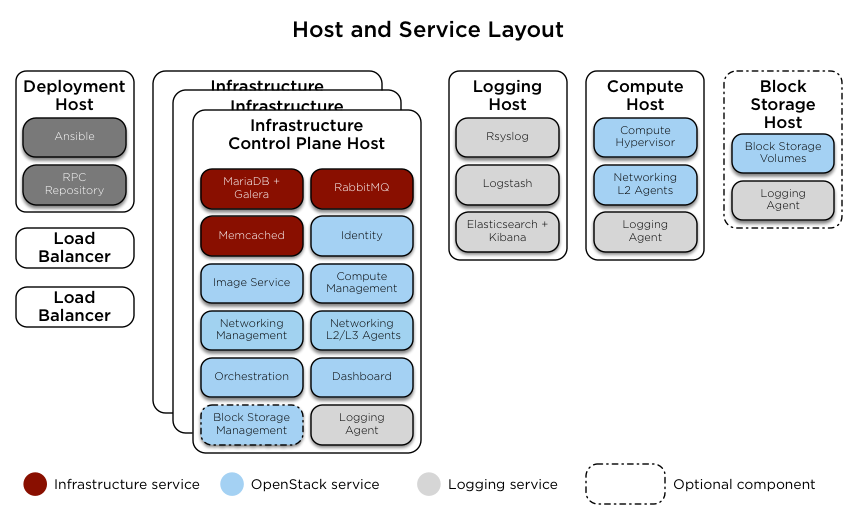 Host and Service Layout
Deployment
Host
Ansible
RPC
Repository
Load
Balancer
Load
Balancer
Infrastructure
Infrastructure
Infrastructure
Control Plane Host
MariaDB +
Galera
RabbitMQ
Memcached
Identity
Image Service
Compute
Management
Networking
Management
Networking
L2/L3 Agents
Orchestration
Dashboard
Block Storage
Management
Logging
Agent
Logging
Host
Rsyslog
Logstash
Elasticsearch +
Kibana
Compute
Host
Compute
Hypervisor
Networking
L2 Agents
Logging
Agent
Block
Storage
Host
Block Storage
Volumes
Logging
Agent
Infrastructure service
OpenStack service
Logging service
Optional component